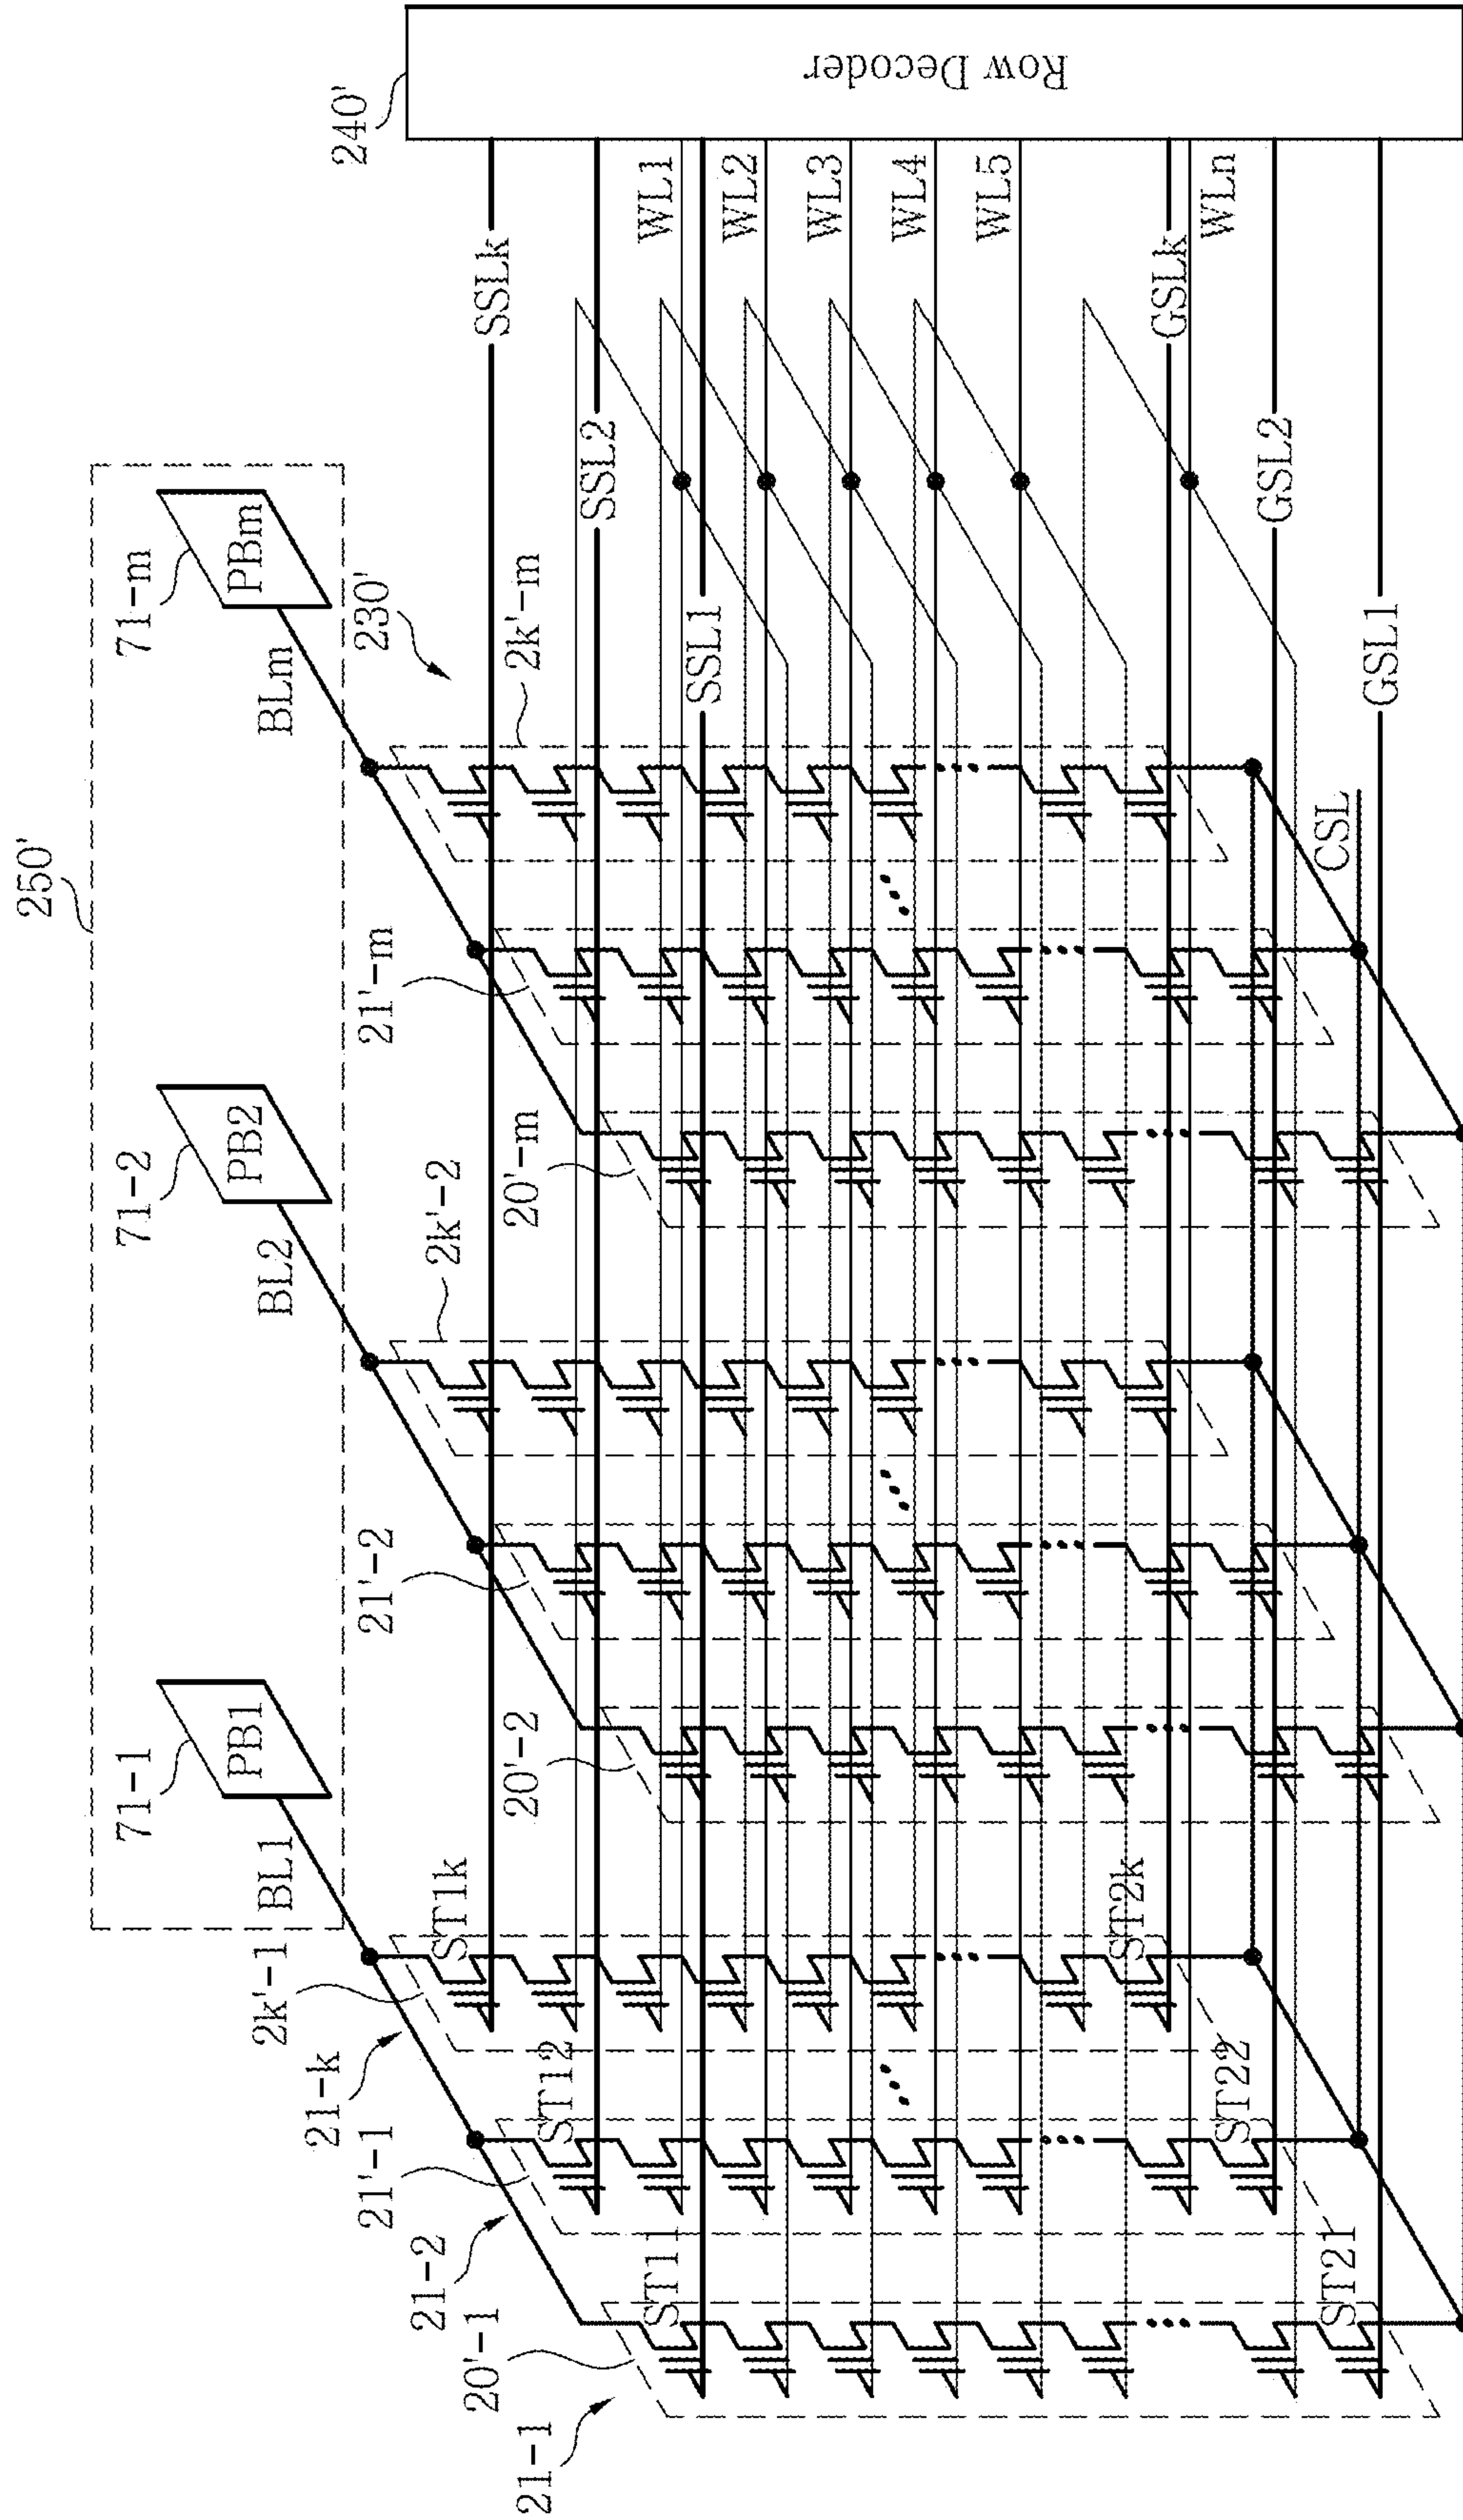 250'
71-1
71-2
71-m
PB1
PB2
PBm
BL1
BL2
BLm
230'
240'
Row Decoder
2k'-1
2k'-2
2k'-m
21-k
21'-1
21'-2
21'-m
21-2
20'-1
20'-2
20'-m
21-1
ST1k
ST12
ST11
ST2k
ST22
ST21
SSLk
SSL2
SSL1
WL1
WL2
WL3
WL4
WL5
GSLk
WLn
GSL2
CSL
GSL1